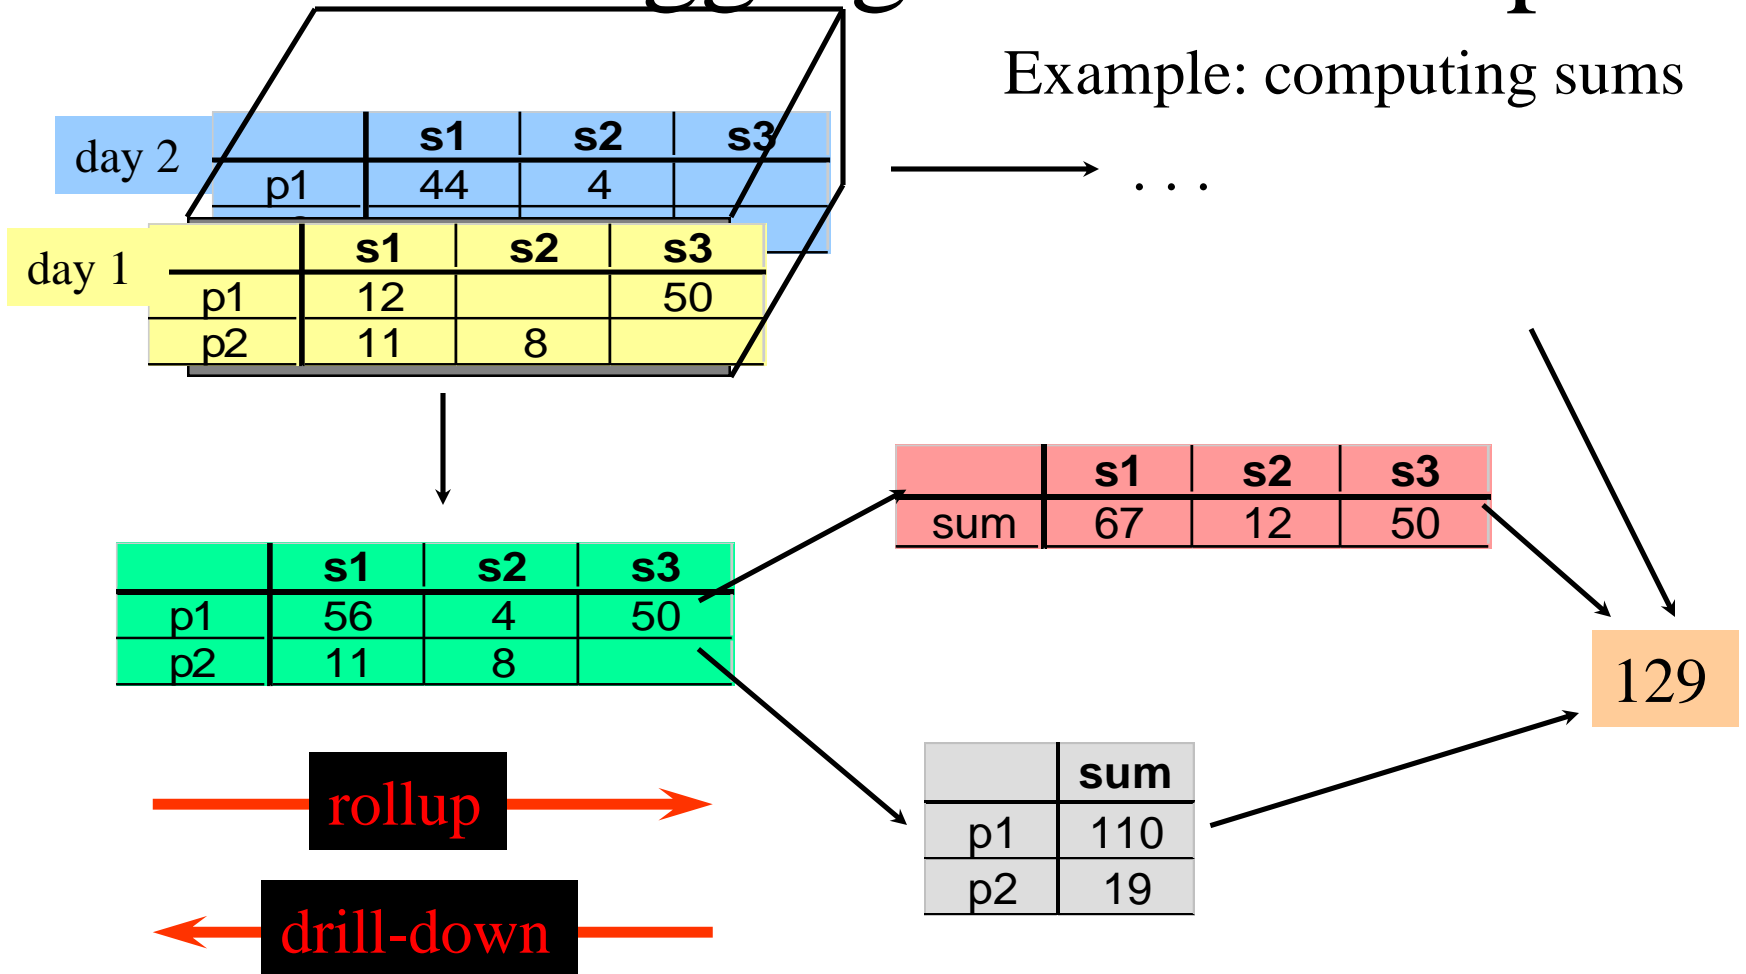 Example: computing sums
day 2
s1 s2 s3
p1 44 4
day 1
s1 s2 s3
p1 12 50
p2 11 8
. . .
s1 s2 s3
sum 67 12 50
s1 s2 s3
p1 56 4 50
p2 11 8
129
sum
p1 110
p2 19
rollup
drill-down